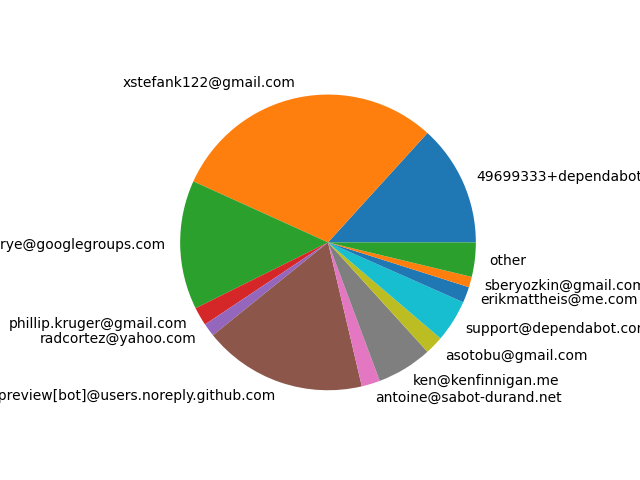 xstefank122@gmail.com
49699333+dependabot
rye@googlegroups.com
other
sberyozkin@gmail.com
erikmattheis@me.com
phillip.kruger@gmail.com
support@dependabot.com
radcortez@yahoo.com
asotobu@gmail.com
ken@kenfinnigan.me
preview[bot]@users.noreply.github.com
antoine@sabot-durand.net